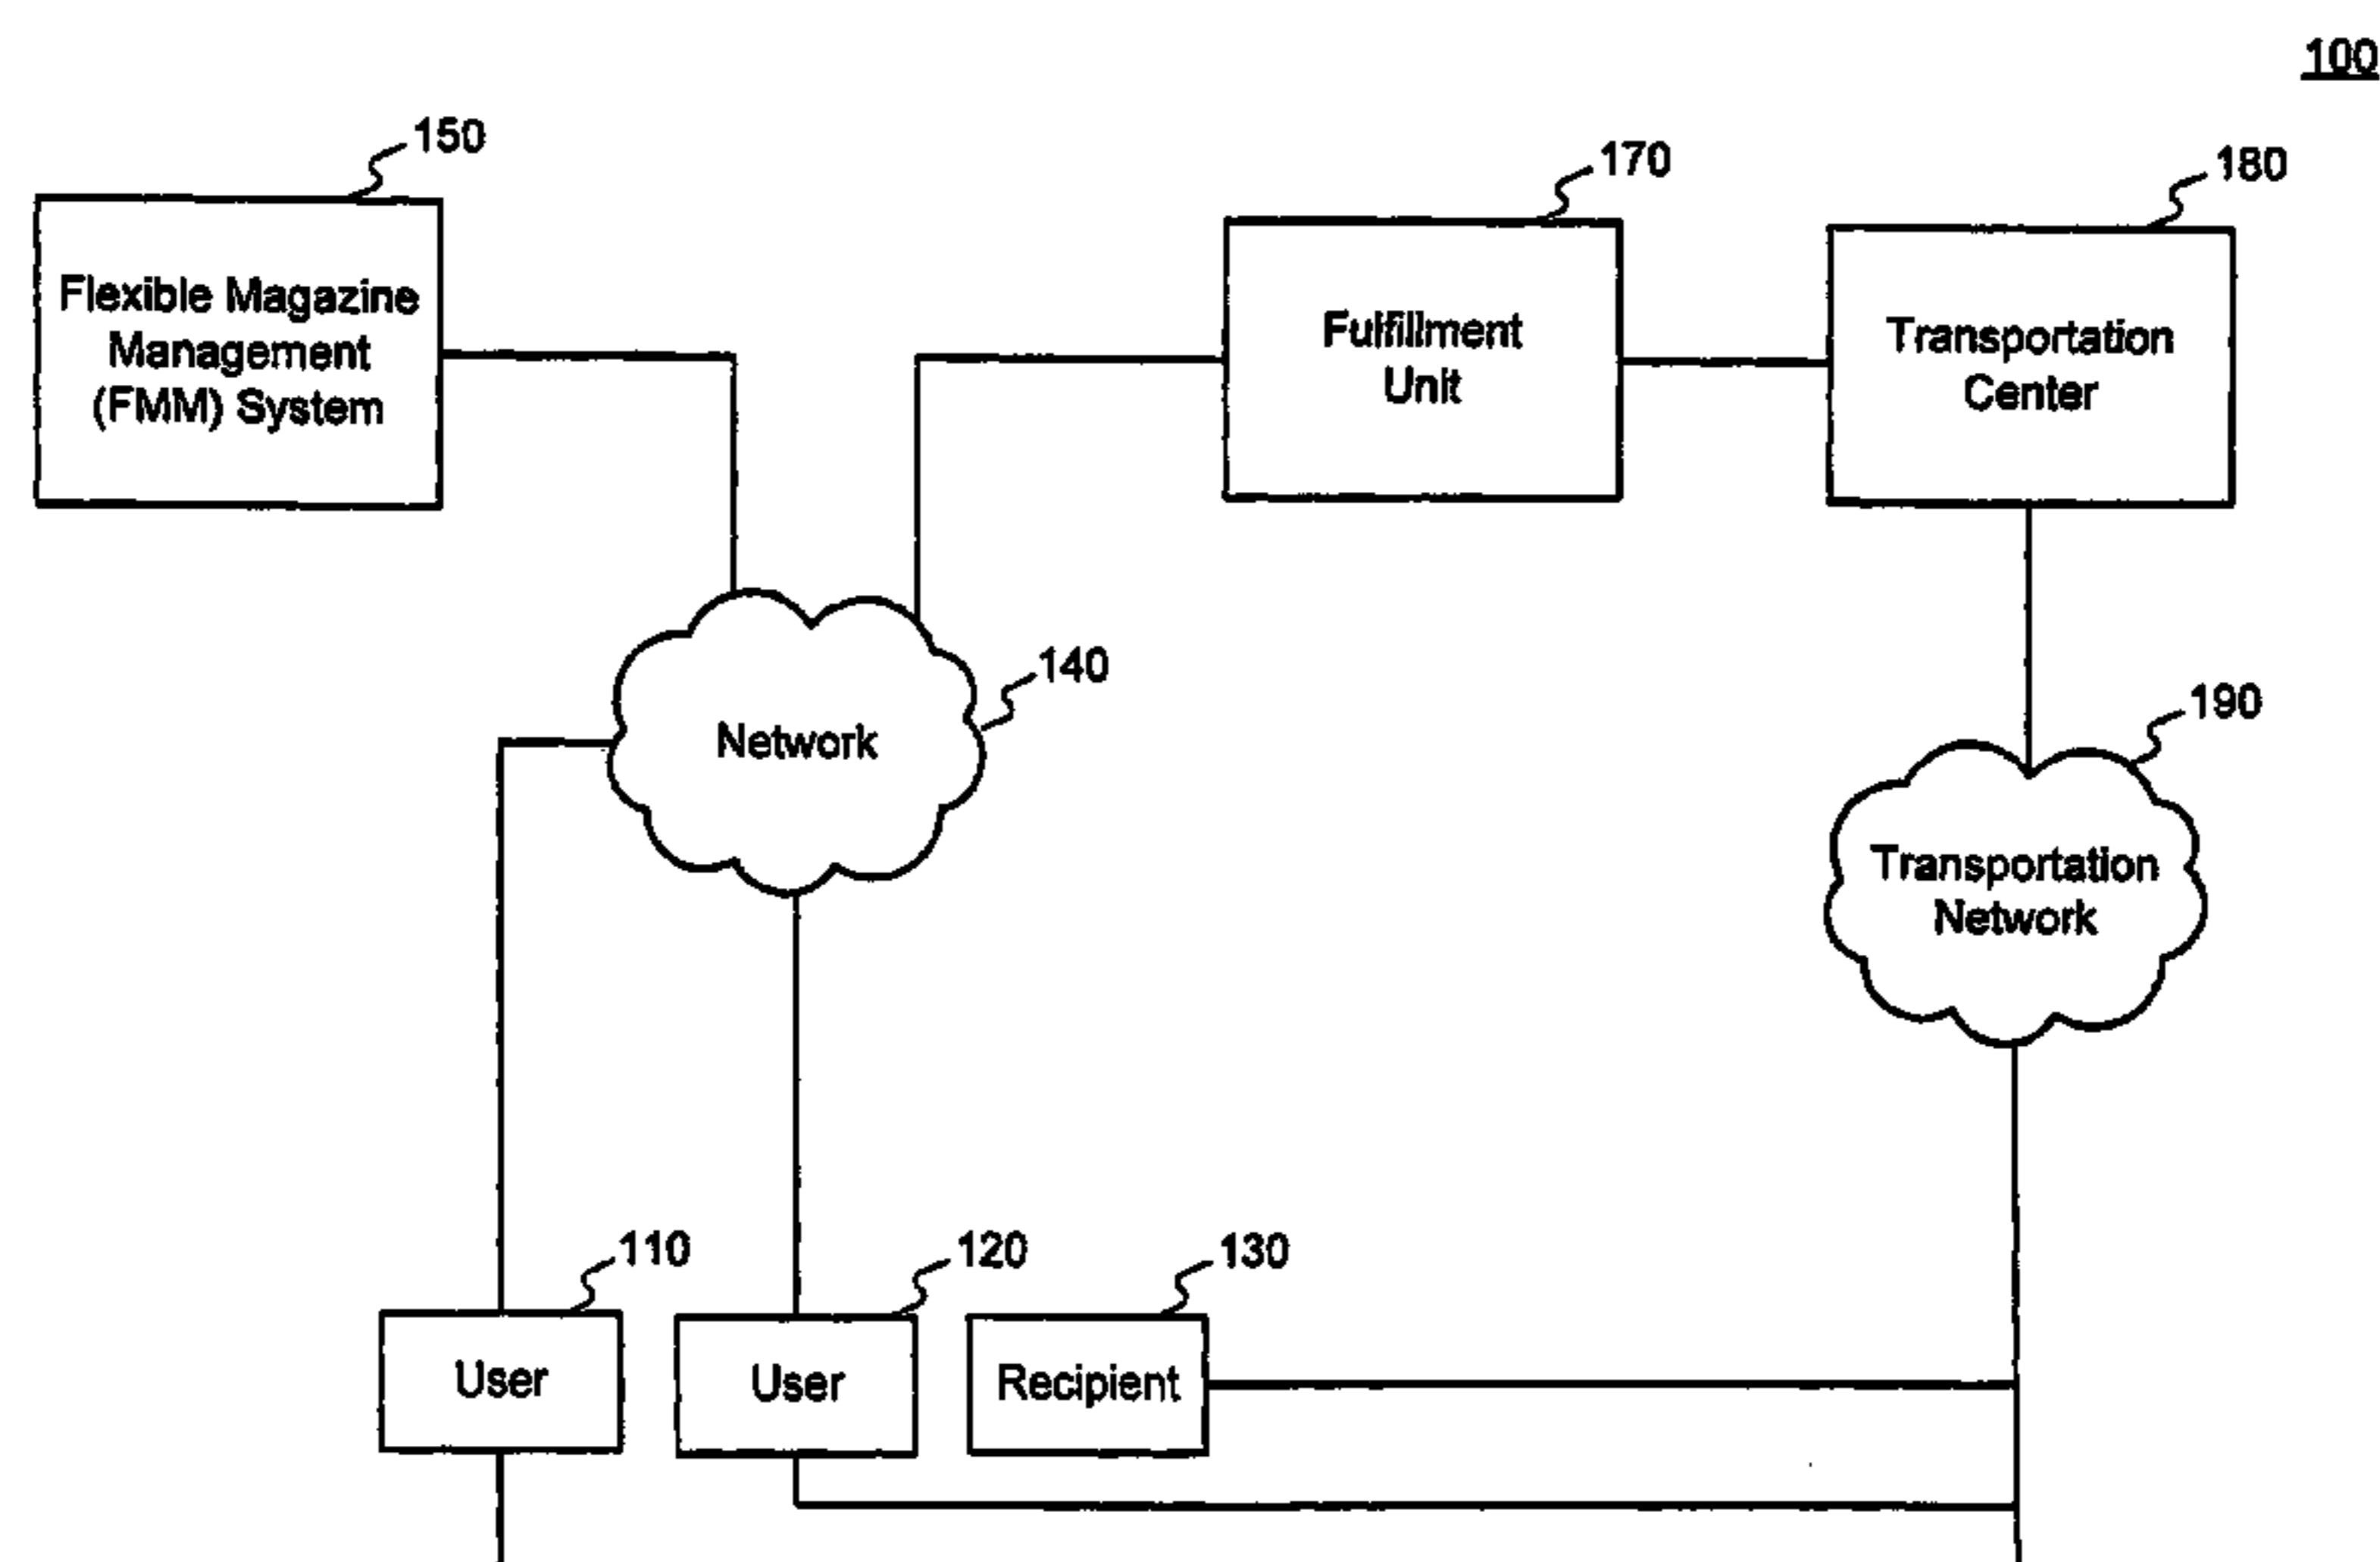 100
150
170
180
Flexible Magazine
Management
(FMM) System
Fulfillment
Unit
Transportation
Center
140
190
Network
Transportation
Network
110
120
130
User
User
Recipient